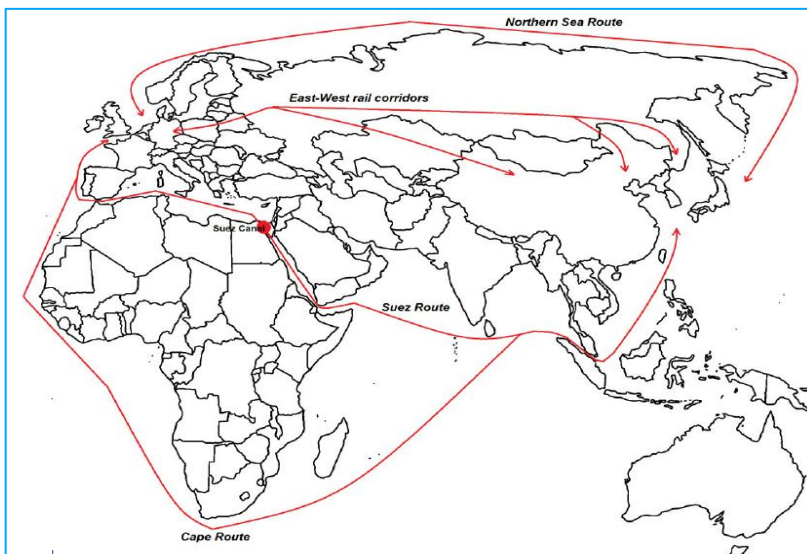 Northern Sea Route
East-West rail corridors
Suez Canal
Suez Route
Cape Route